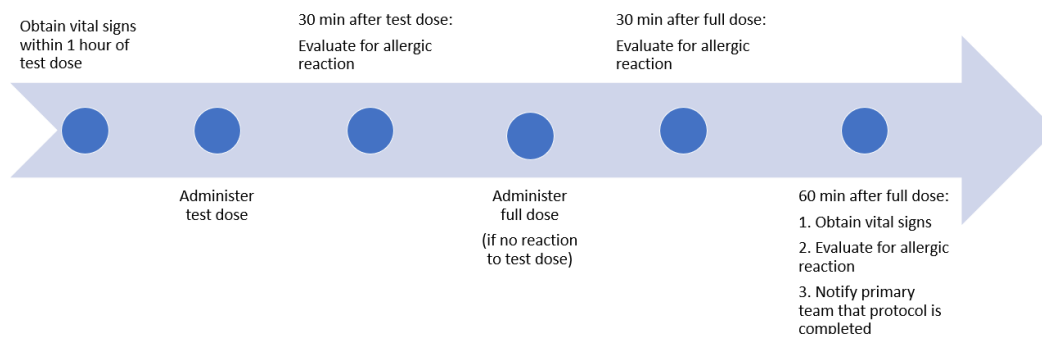 Obtain vital signs
within 1 hour of
test dose
Administer
test dose
30 min after test dose:
Evaluate for allergic
reaction
Administer
full dose
(if no reaction
to test dose)
30 min after full dose:
Evaluate for allergic
reaction
60 min after full dose:
1. Obtain vital signs
2. Evaluate for allergic
reaction
3. Notify primary
team that protocol is
completed